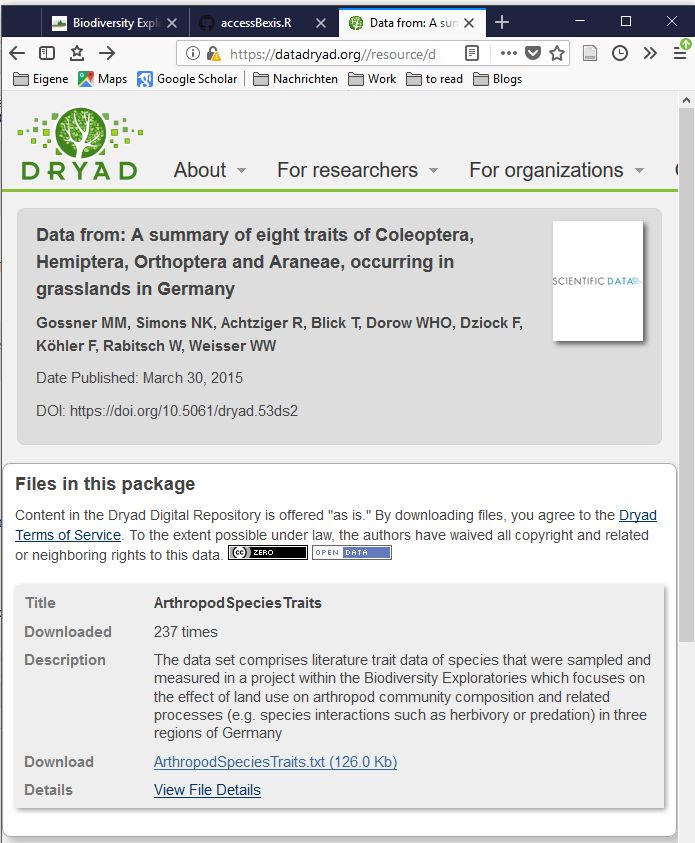 Biodiversity Explo
accessBexis.R
Data from: A sum
https://datadryad.org//resource/d
Eigene
Maps
Google Scholar
Nachrichten
Work
to read
Blogs
DRYAD
About
For researchers
For organizations
Data from: A summary of eight traits of Coleoptera,
Hemiptera, Orthoptera and Araneae, occurring in
grasslands in Germany
SCIENTIFIC DATA
Gossner MM, Simons NK, Achtziger R, Blick T, Dorow WHO, Dziock F,
Köhler F, Rabitsch W, Weisser WW
Date Published: March 30, 2015
DOI: https://doi.org/10.5061/dryad.53ds2
Files in this package
Content in the Dryad Digital Repository is offered "as is." By downloading files, you agree to the Dryad
Terms of Service. To the extent possible under law, the authors have waived all copyright and related
or neighboring rights to this data. cc ZERO OPEN DATA
Title ArthropodSpeciesTraits
Downloaded 237 times
Description The data set comprises literature trait data of species that were sampled and
measured in a project within the Biodiversity Exploratories which focuses on
the effect of land use on arthropod community composition and related
processes (e.g. species interactions such as herbivory or predation) in three
regions of Germany
Download ArthropodSpeciesTraits.txt (126.0 Kb)
Details View File Details